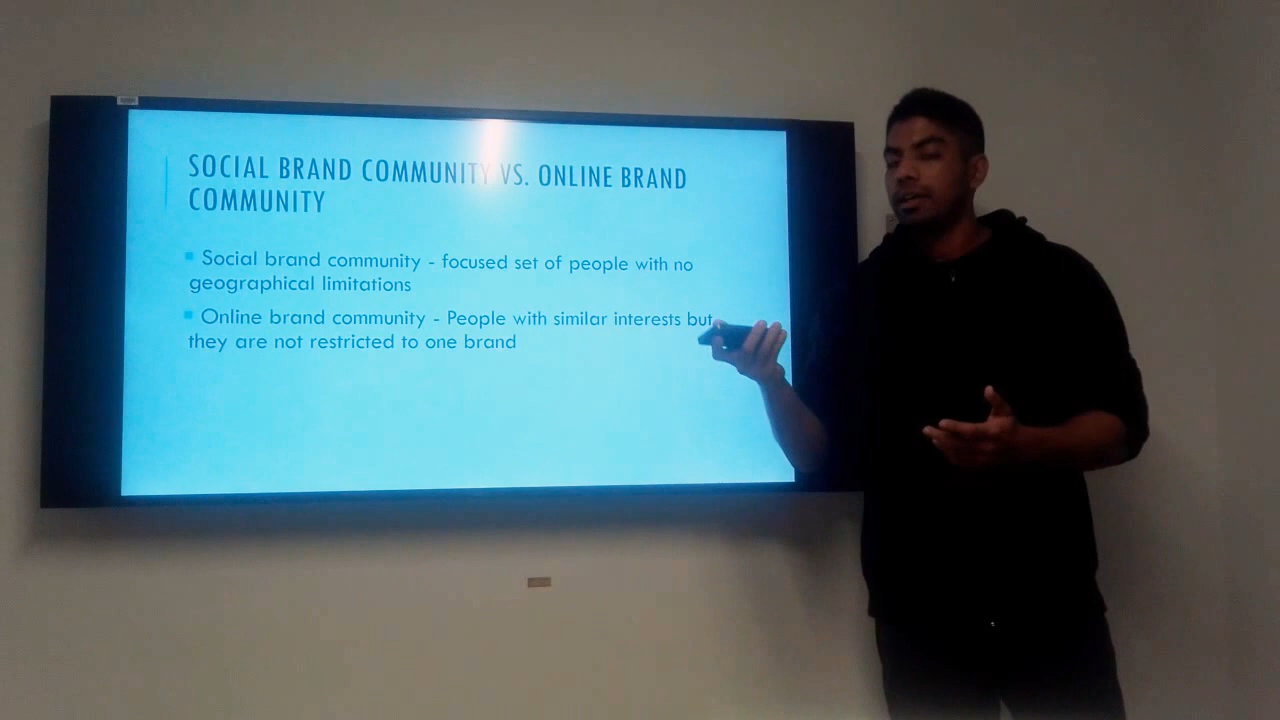 SOCIAL BRAND COMMUNITY VS. ONLINE BRAND
COMMUNITY
Social brand community - focused set of people with no
geographical limitations
Online brand community - People with similar interests but
they are not restricted to one brand